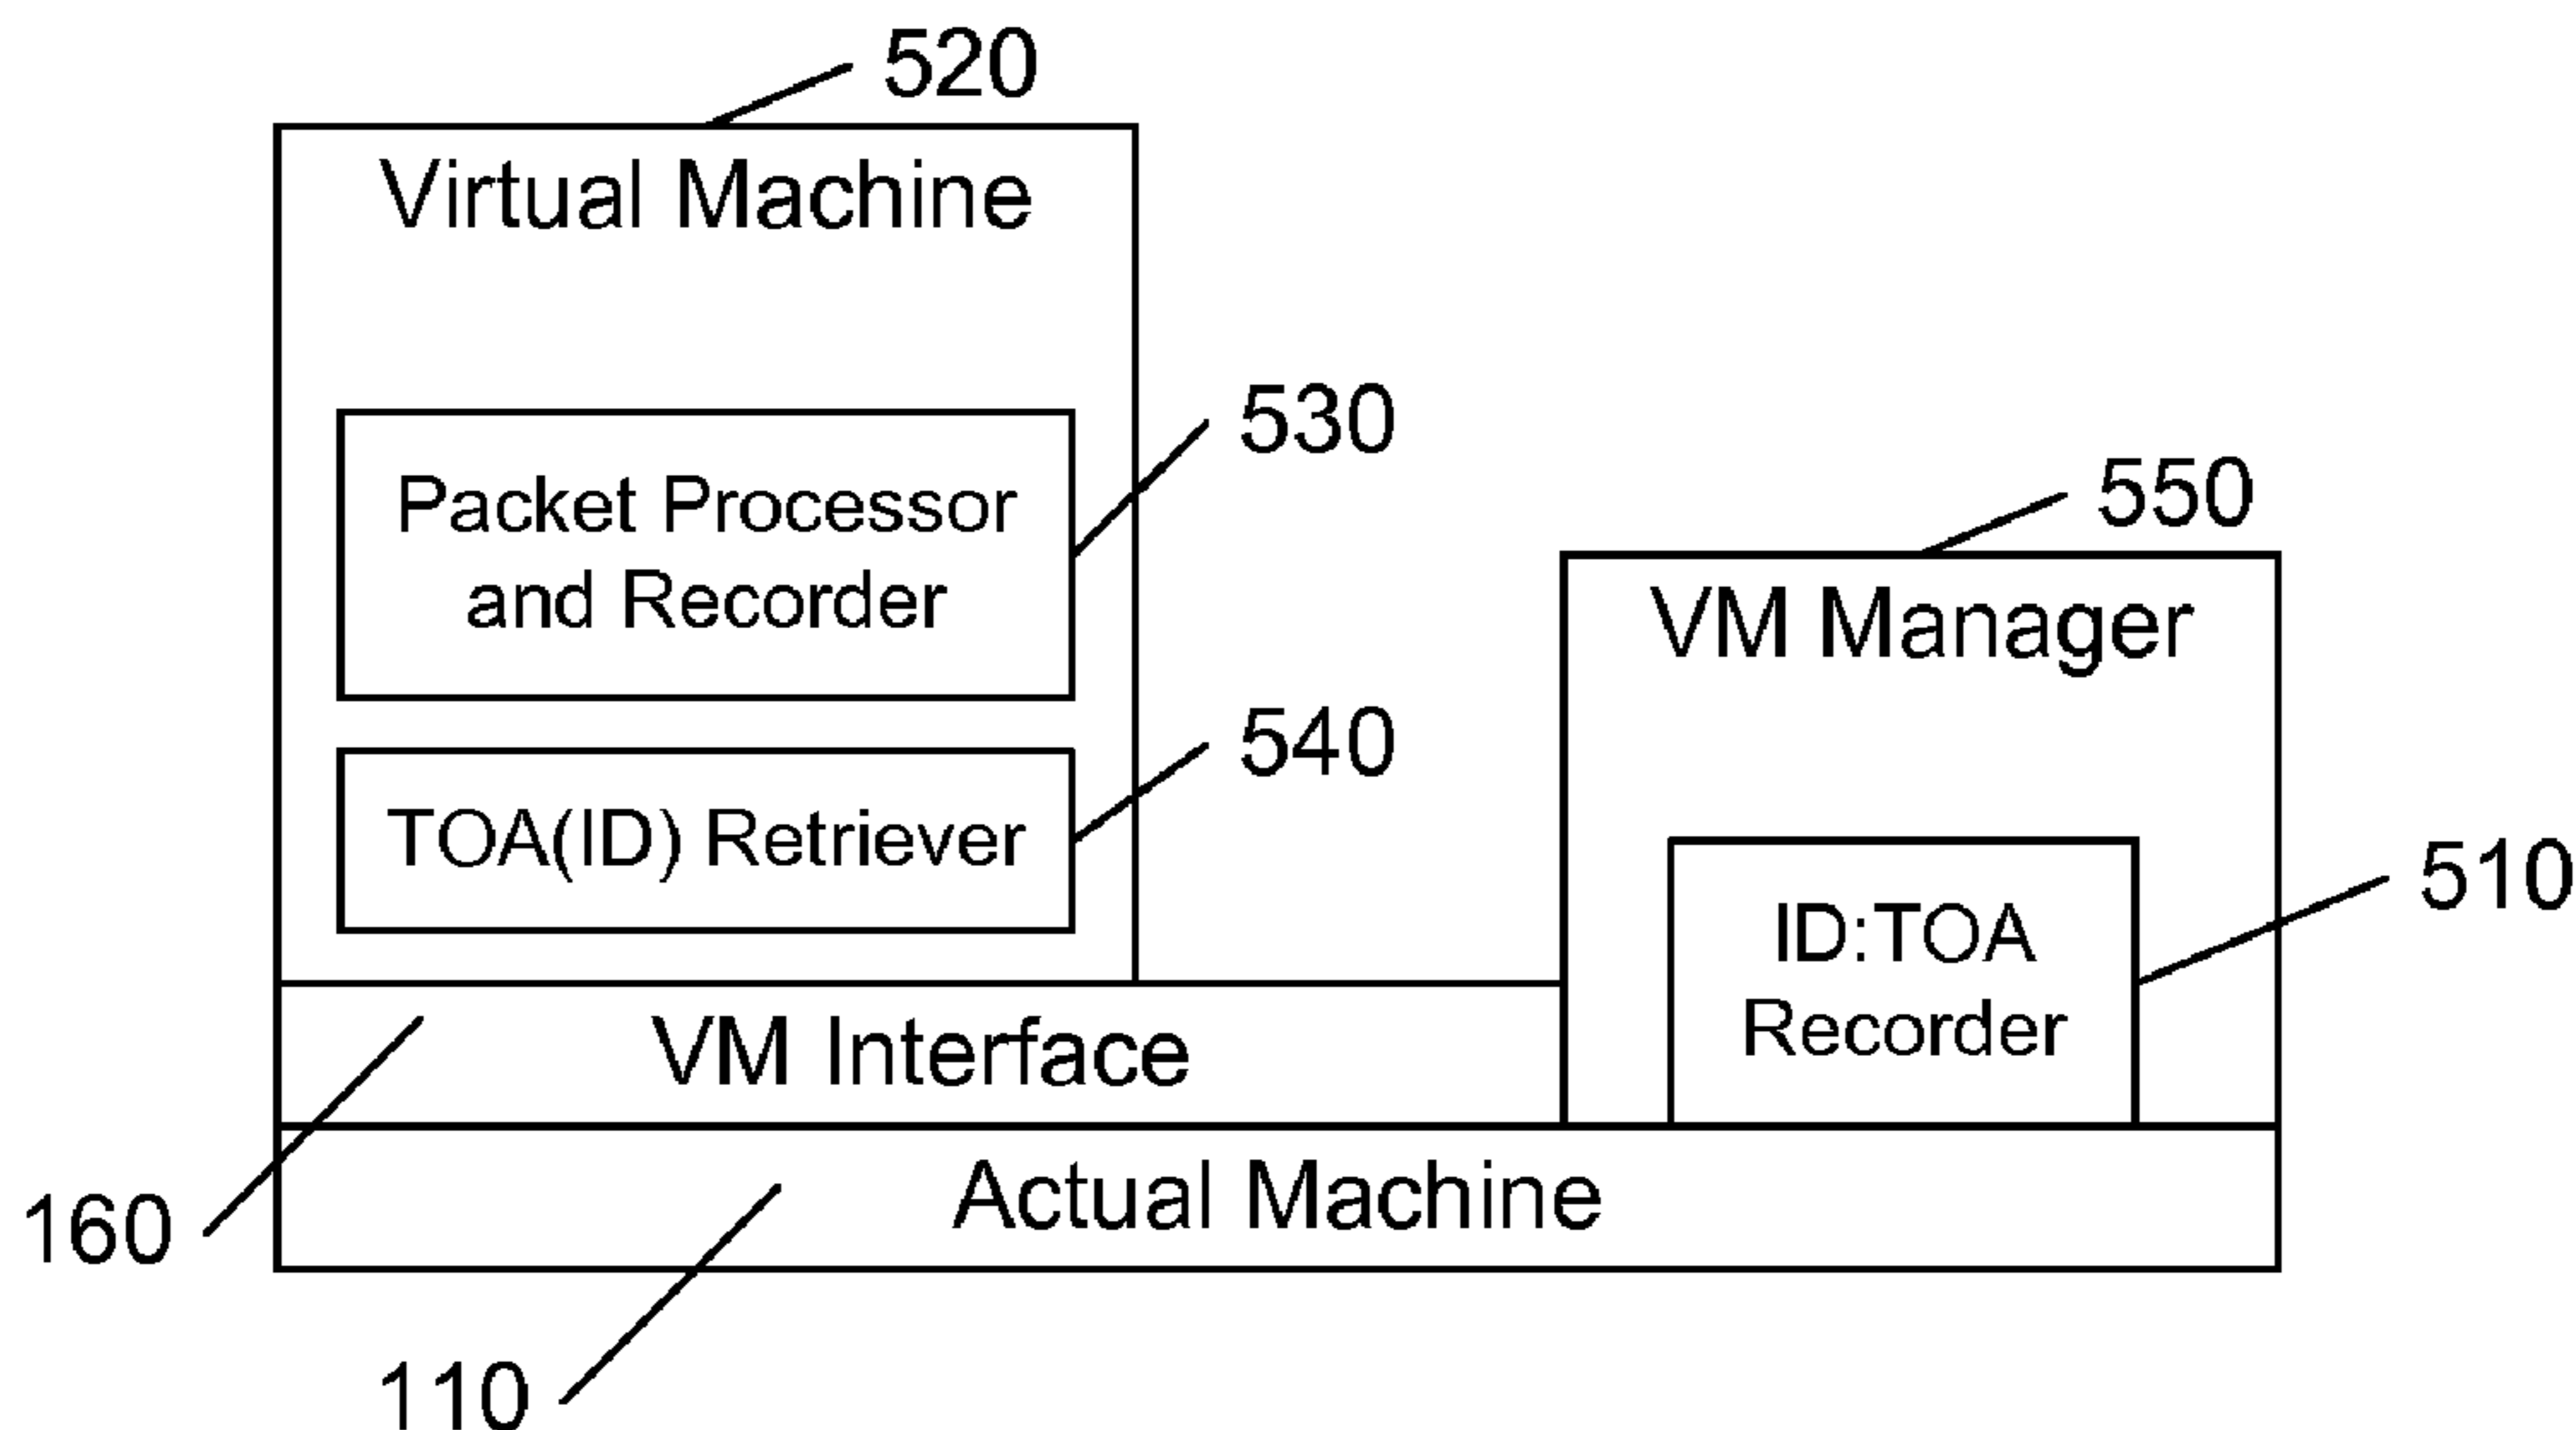 520
Virtual Machine
530
Packet Processor
and Recorder
550
VM Manager
540
TOA(ID) Retriever
510
ID:TOA
Recorder
VM Interface
160
Actual Machine
110